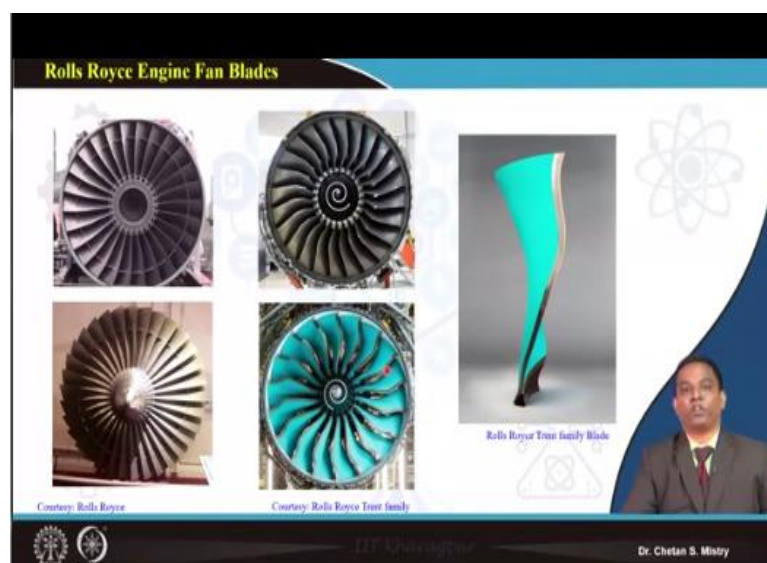 Rolls Royce Engine Fan Blades
Rolls Royce Trent family Blade
Courtesy: Rolls Royce
Courtesy: Rolls Royce Trent family
IIT Kharagpur
Dr. Chetan S. Mistry